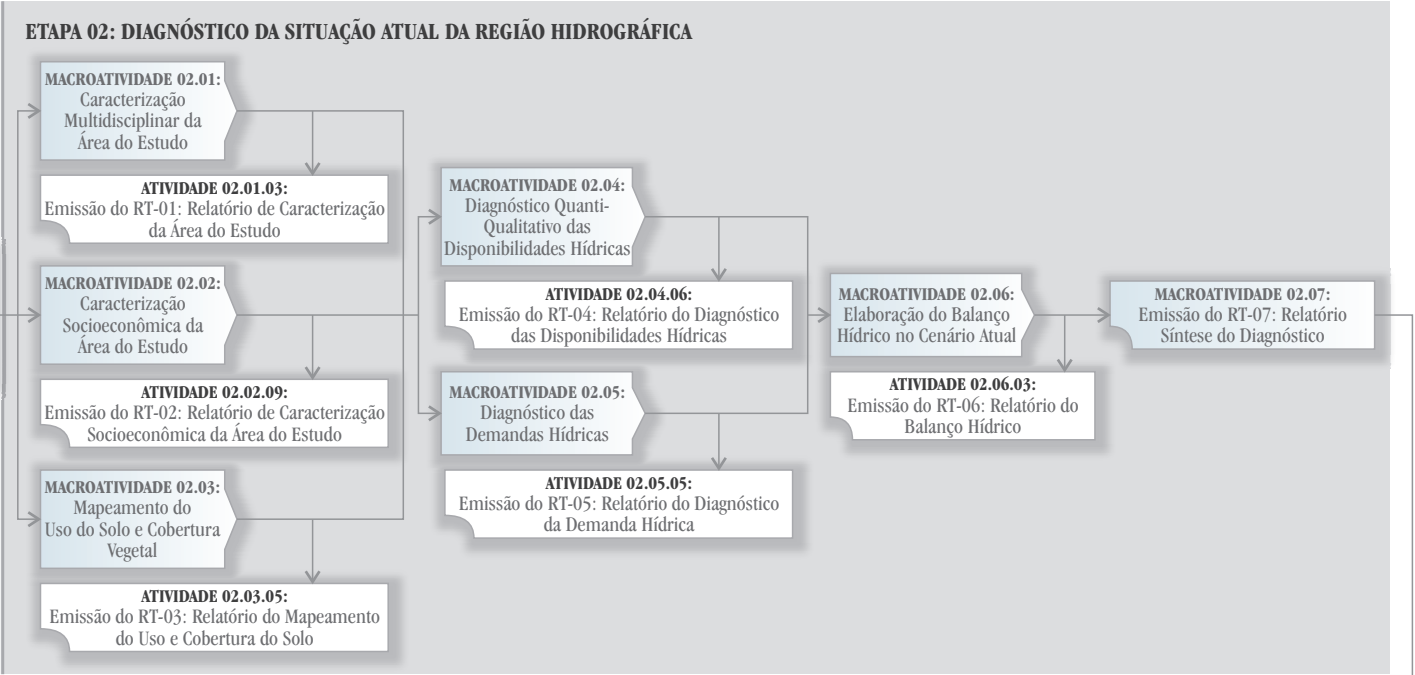 ETAPA 02: DIAGNÓSTICO DA SITUAÇÃO ATUAL DA REGIÃO HIDROGRÁFICA
MACROATIVIDADE 02.01:
Caracterização
Multidisciplinar da
Área do Estudo
ATIVIDADE 02.01.03:
Emissão do RT-01: Relatório de Caracterização
da Área do Estudo
MACROATIVIDADE 02.02:
Caracterização
Socioeconômica da
Área do Estudo
ATIVIDADE 02.02.09:
Emissão do RT-02: Relatório de Caracterização
Socioeconômica da Área do Estudo
MACROATIVIDADE 02.03:
Mapeamento do
Uso do Solo e Cobertura
Vegetal
ATIVIDADE 02.03.05:
Emissão do RT-03: Relatório do Mapeamento
do Uso e Cobertura do Solo
MACROATIVIDADE 02.04:
Diagnóstico Quanti-
Qualitativo das
Disponibilidades Hídricas
ATIVIDADE 02.04.06:
Emissão do RT-04: Relatório do Diagnóstico
das Disponibilidades Hídricas
MACROATIVIDADE 02.05:
Diagnóstico das
Demandas Hídricas
ATIVIDADE 02.05.05:
Emissão do RT-05: Relatório do Diagnóstico
da Demanda Hídrica
MACROATIVIDADE 02.06:
Elaboração do Balanço
Hídrico no Cenário Atual
ATIVIDADE 02.06.03:
Emissão do RT-06: Relatório do
Balanço Hídrico
MACROATIVIDADE 02.07:
Emissão do RT-07: Relatório
Síntese do Diagnóstico